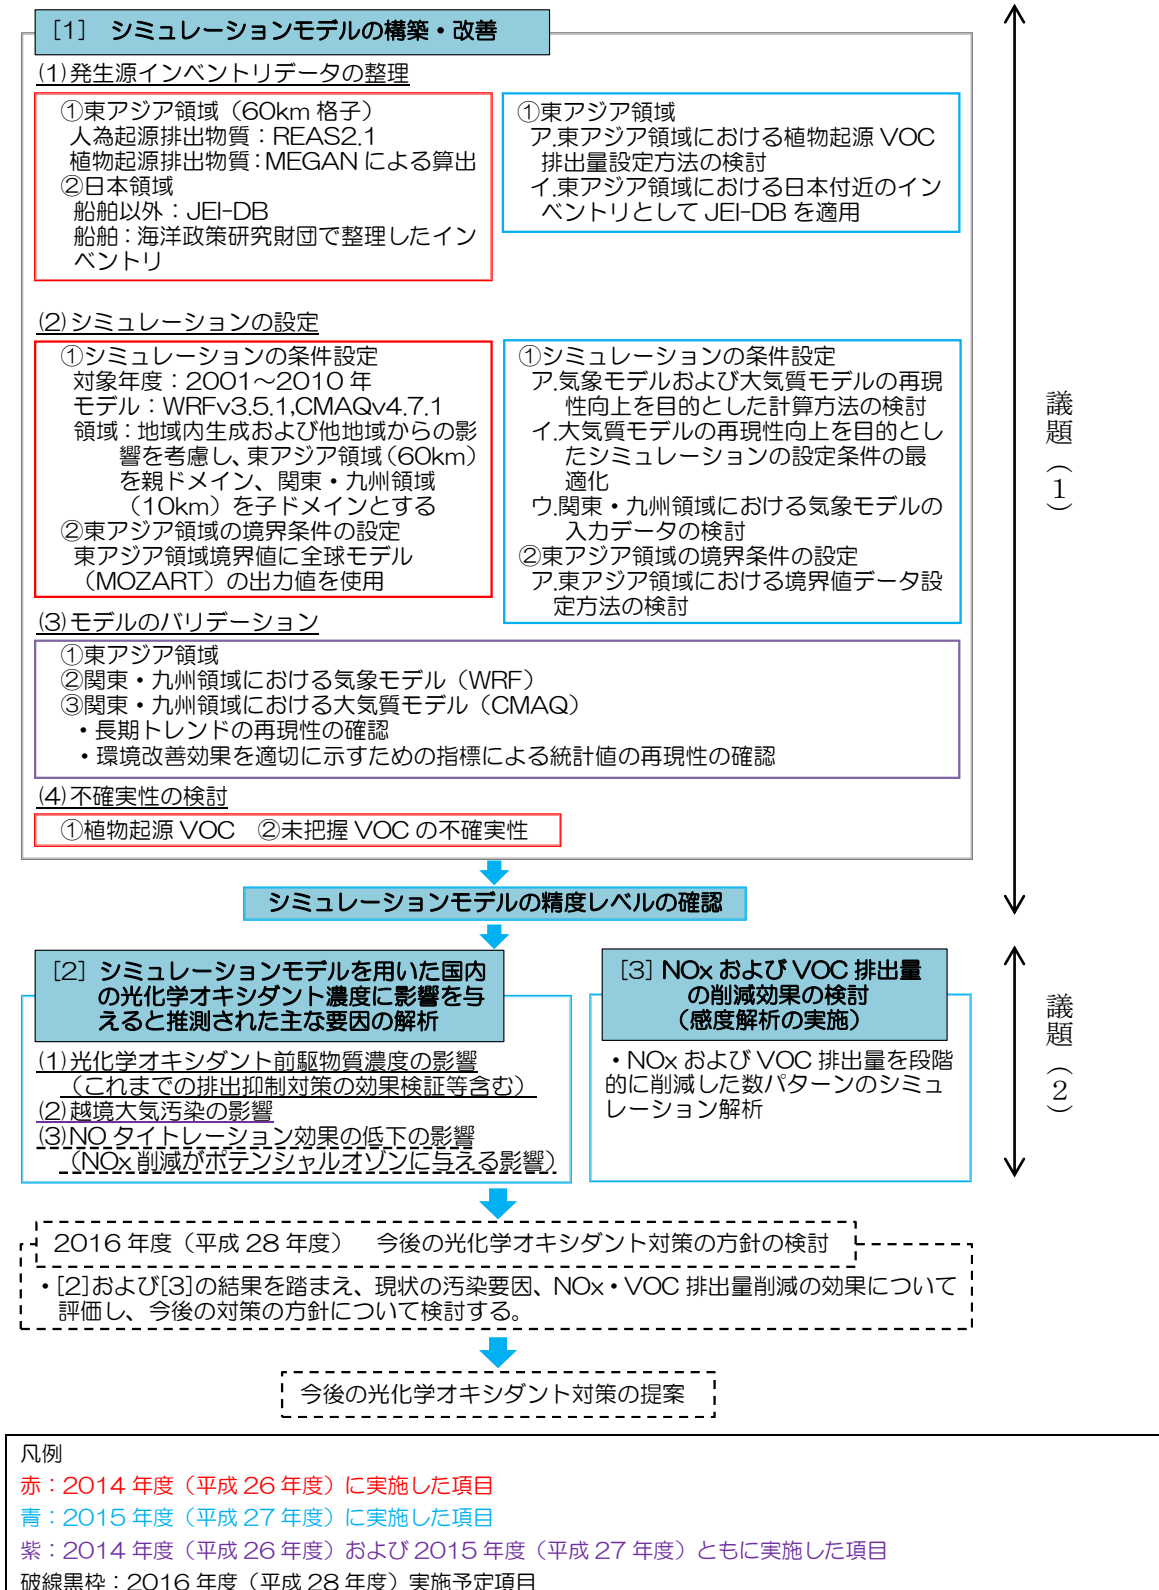 [1] シミュレーションモデルの構築・改善
(1)発生源インベントリデータの整理
①東アジア領域（60km 格子）
人為起源排出物質：REAS2.1
植物起源排出物質：MEGAN による算出
②日本領域
船舶以外：JEI-DB
船舶：海洋政策研究財団で整理したイン
ベントリ
①東アジア領域
ア.東アジア領域における植物起源 VOC
排出量設定方法の検討
イ.東アジア領域における日本付近のイン
ベントリとして JEI-DB を適用
(2)シミュレーションの設定
①シミュレーションの条件設定
対象年度：2001～2010 年
モデル：WRFv3.5.1,CMAQv4.7.1
領域：地域内生成および他地域からの影
響を考慮し、東アジア領域（60km）
を親ドメイン、関東・九州領域
（10km）を子ドメインとする
②東アジア領域の境界条件の設定
東アジア領域境界値に全球モデル
（MOZART）の出力値を使用
①シミュレーションの条件設定
ア.気象モデルおよび大気質モデルの再現
性向上を目的とした計算方法の検討
イ.大気質モデルの再現性向上を目的とし
たシミュレーションの設定条件の最
適化
ウ.関東・九州領域における気象モデルの
入力データの検討
②東アジア領域の境界条件の設定
ア.東アジア領域における境界値データ設
定方法の検討
(3)モデルのバリデーション
①東アジア領域
②関東・九州領域における気象モデル（WRF）
③関東・九州領域における大気質モデル（CMAQ）
・長期トレンドの再現性の確認
・環境改善効果を適切に示すための指標による統計値の再現性の確認
(4)不確実性の検討
①植物起源 VOC ②未把握 VOC の不確実性
議題（1）
シミュレーションモデルの精度レベルの確認
[2] シミュレーションモデルを用いた国内
の光化学オキシダント濃度に影響を与
えると推測された主な要因の解析
(1)光化学オキシダント前駆物質濃度の影響
（これまでの排出抑制対策の効果検証等含む）
(2)越境大気汚染の影響
(3)NO タイトレーション効果の低下の影響
（NOx 削減がポテンシャルオゾンに与える影響）
[3] NOx および VOC 排出量
の削減効果の検討
（感度解析の実施）
・NOx および VOC 排出量を段階
的に削減した数パターンのシミュ
レーション解析
議題（2）
2016 年度（平成 28 年度） 今後の光化学オキシダント対策の方針の検討
・[2]および[3]の結果を踏まえ、現状の汚染要因、NOx・VOC 排出量削減の効果について
評価し、今後の対策の方針について検討する。
今後の光化学オキシダント対策の提案
凡例
赤：2014 年度（平成 26 年度）に実施した項目
青：2015 年度（平成 27 年度）に実施した項目
紫：2014 年度（平成 26 年度）および 2015 年度（平成 27 年度）ともに実施した項目
破線黒枠：2016 年度（平成 28 年度）実施予定項目